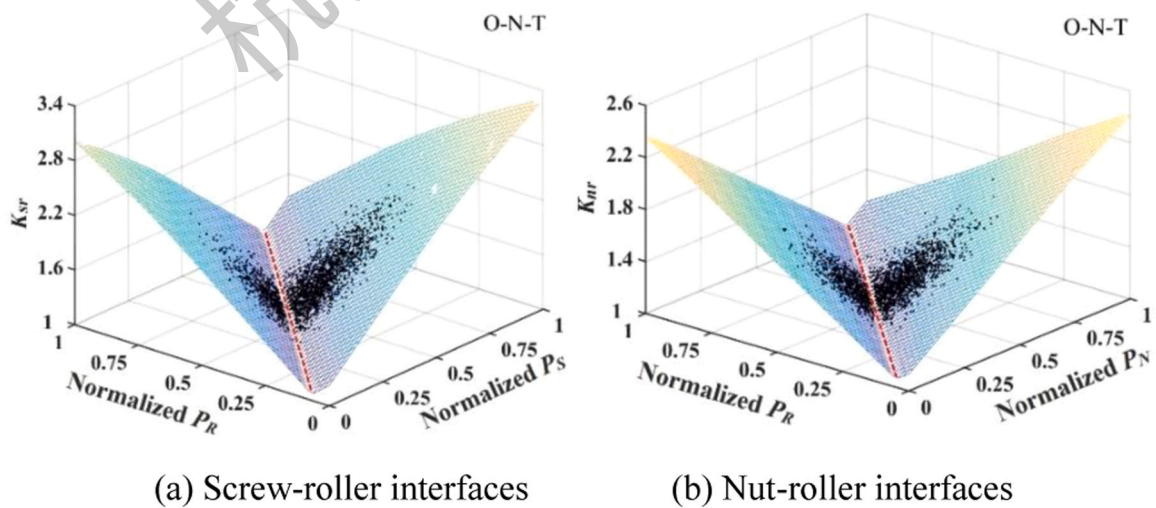 杭
O-N-T
O-N-T
3.4
2.8
2.2
1.6
1
K_sr
1
0.75
0.5
0.25
0
Normalized P_R
0
0.25
0.5
0.75
1
Normalized P_S
2.6
2.2
1.8
1.4
1
K_nr
1
0.75
0.5
0.25
0
Normalized P_R
0
0.25
0.5
0.75
1
Normalized P_N
(a) Screw-roller interfaces
(b) Nut-roller interfaces